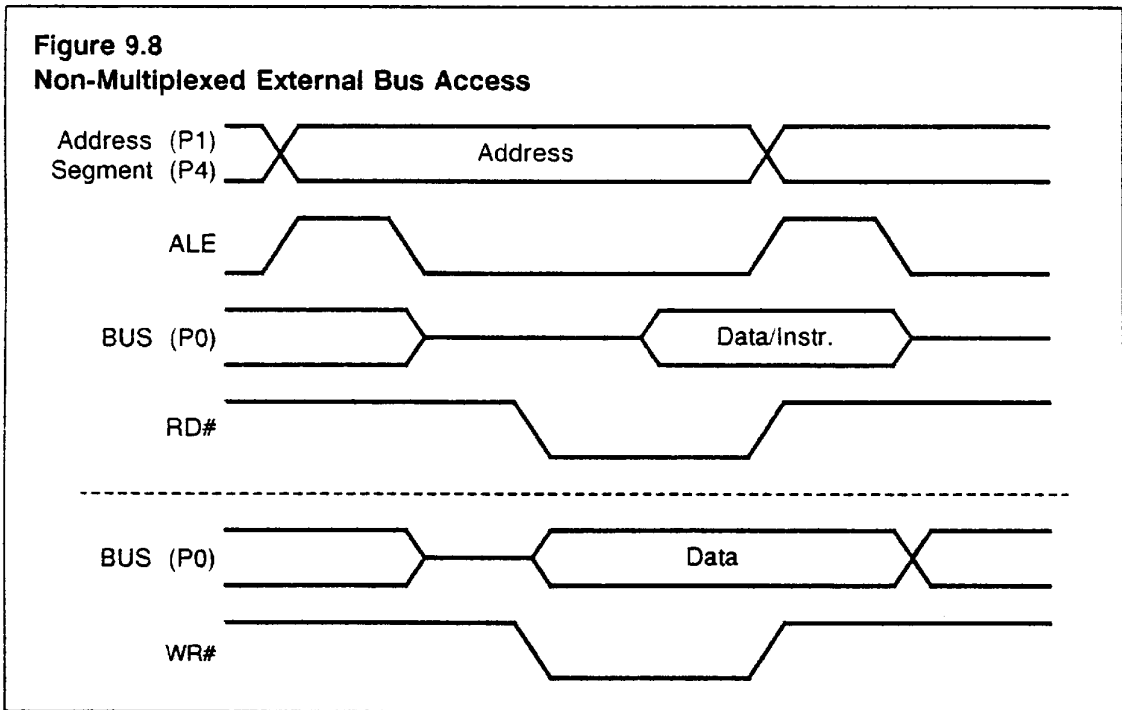 Figure 9.8
Non-Multiplexed External Bus Access
Address (P1)
Segment (P4)
Address
ALE
BUS (P0)
Data/Instr.
RD#
BUS (P0)
Data
WR#